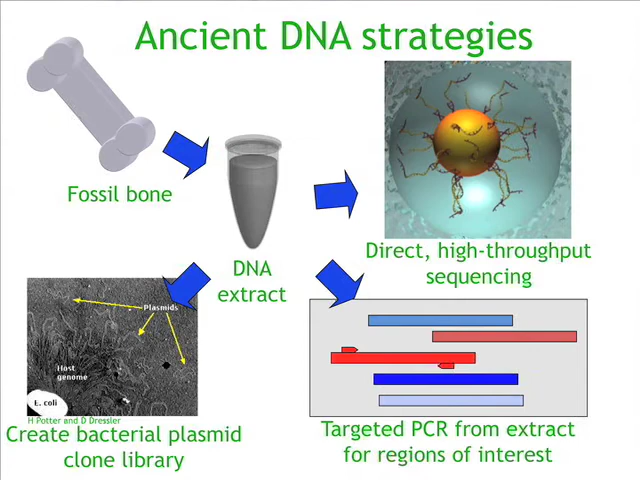 Ancient DNA strategies
Fossil bone
DNA
extract
Direct, high-throughput
sequencing
Plasmids
Host
genome
E. coli
H Potter and D Dressler
Create bacterial plasmid
clone library
Targeted PCR from extract
for regions of interest